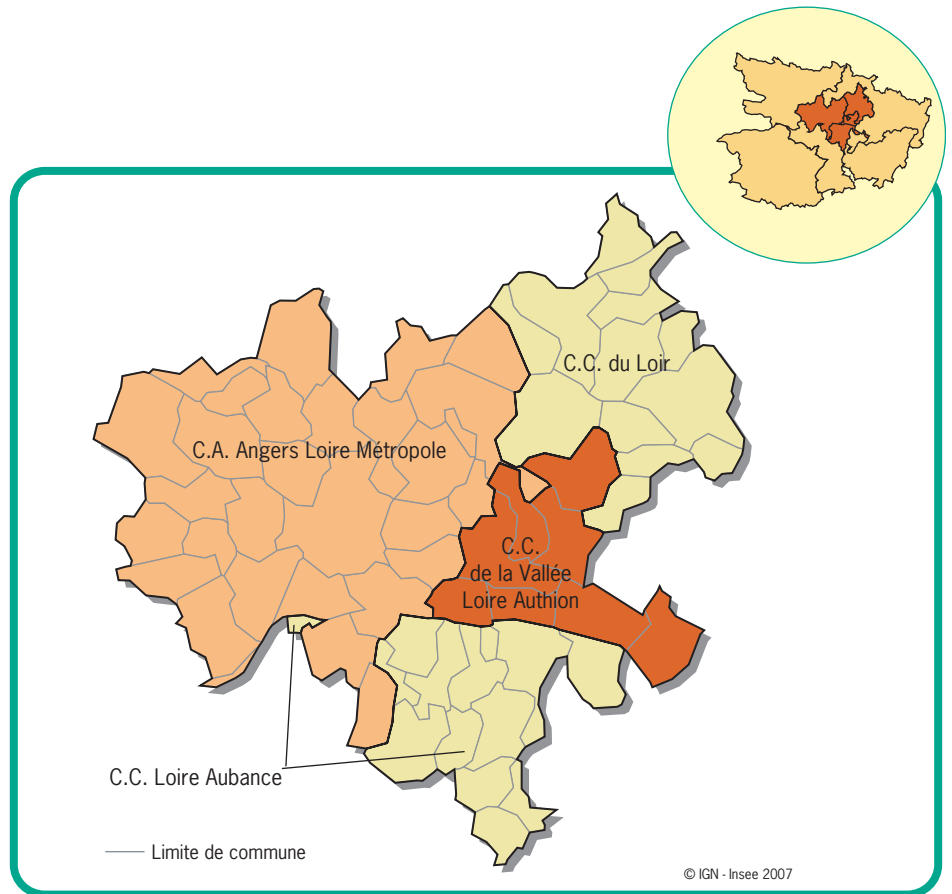 C.C. du Loir
C.A. Angers Loire Métropole
C.C.
de la Vallée
Loire Authion
C.C. Loire Aubance
Limite de commune
© IGN - Insee 2007